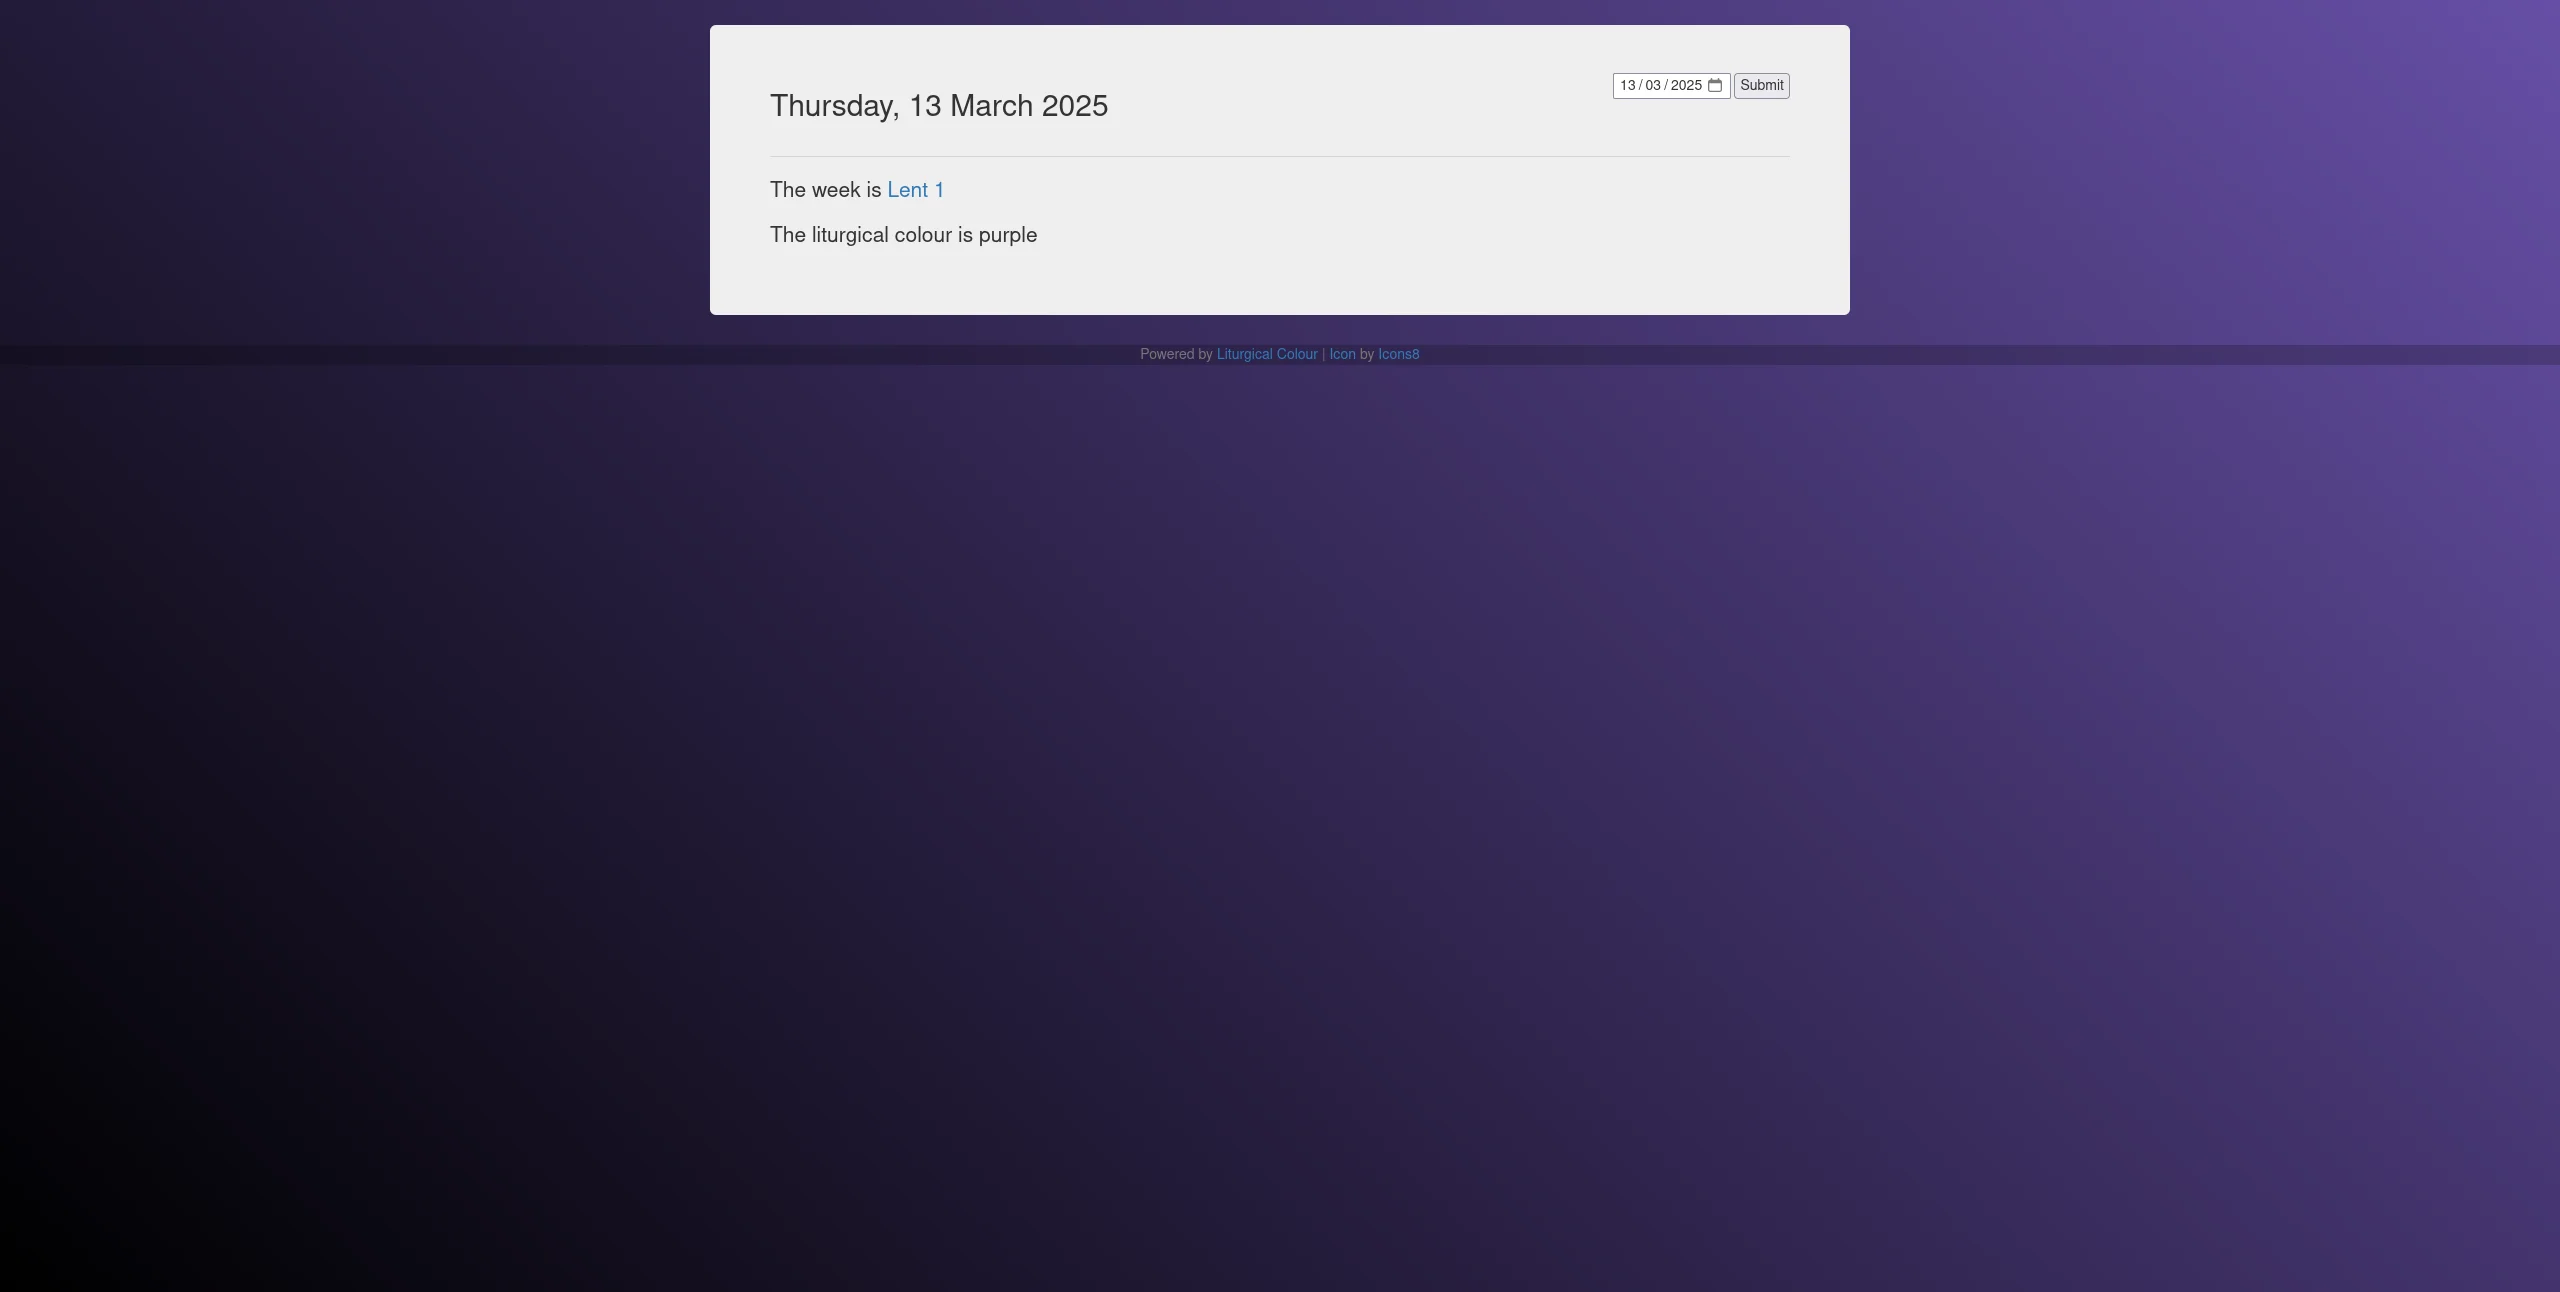 Thursday, 13 March 2025
13/03/2025 Submit
The week is Lent 1
The liturgical colour is purple
Powered by Liturgical Colour | Icon by Icons8